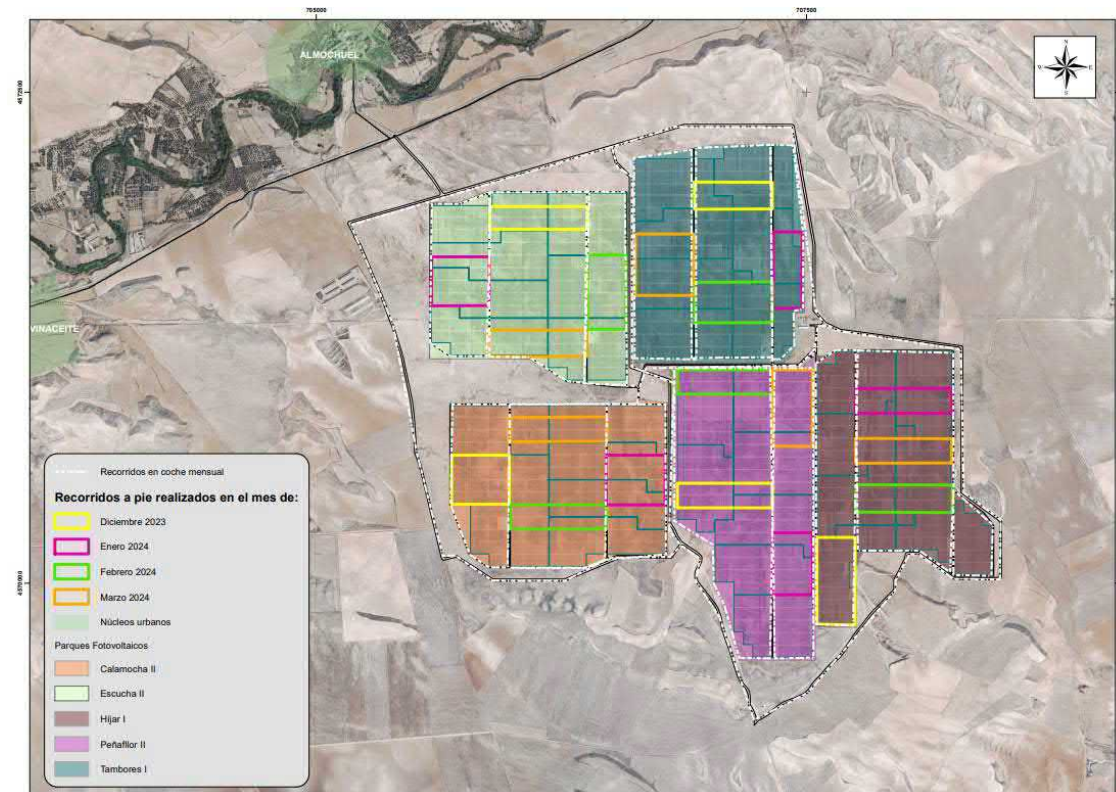 705000
707500
4572500
4570000
ALMOCHUEL
VINACEITE
N
W
E
S
Recorridos en coche mensual
Recorridos a pie realizados en el mes de:
Diciembre 2023
Enero 2024
Febrero 2024
Marzo 2024
Núcleos urbanos
Parques Fotovoltaicos
Calamocha II
Escucha II
Híjar I
Peñaflor II
Tambores I